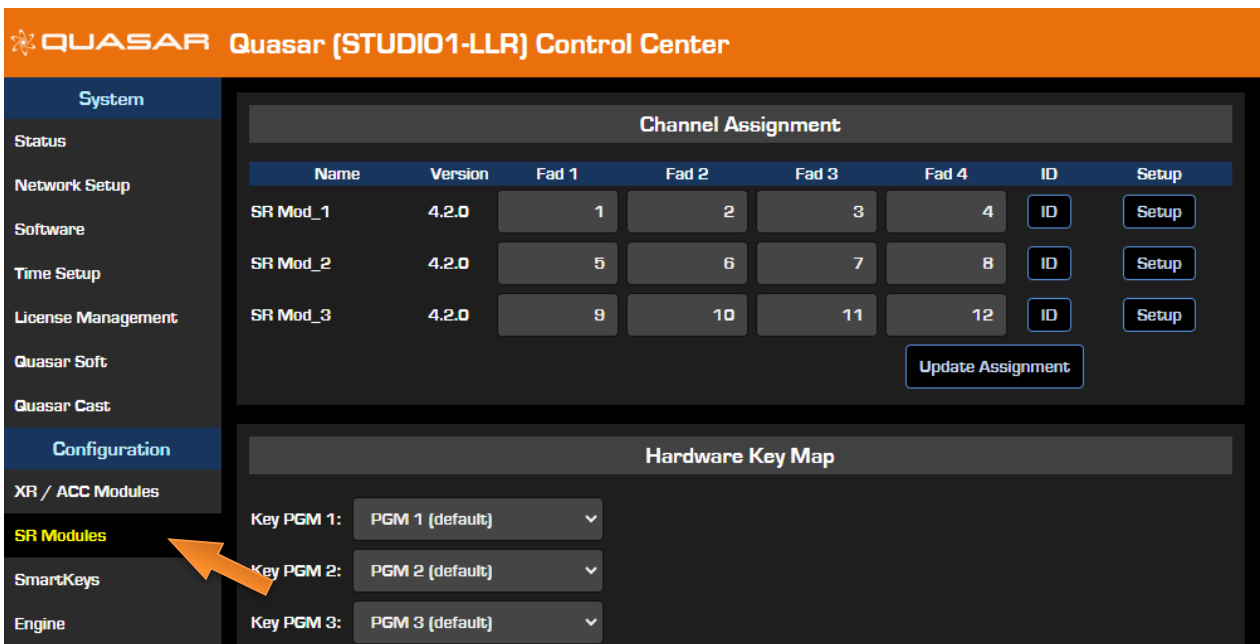 QUASAR Quasar (STUDIO1-LLR) Control Center
System
Status
Network Setup
Software
Time Setup
License Management
Quasar Soft
Quasar Cast
Configuration
XR / ACC Modules
SR Modules
SmartKeys
Engine
Channel Assignment
Name Version Fad 1 Fad 2 Fad 3 Fad 4 ID Setup
SR Mod_1 4.2.0 1 2 3 4 ID Setup
SR Mod_2 4.2.0 5 6 7 8 ID Setup
SR Mod_3 4.2.0 9 10 11 12 ID Setup
Update Assignment
Hardware Key Map
Key PGM 1: PGM 1 (default)
Key PGM 2: PGM 2 (default)
Key PGM 3: PGM 3 (default)